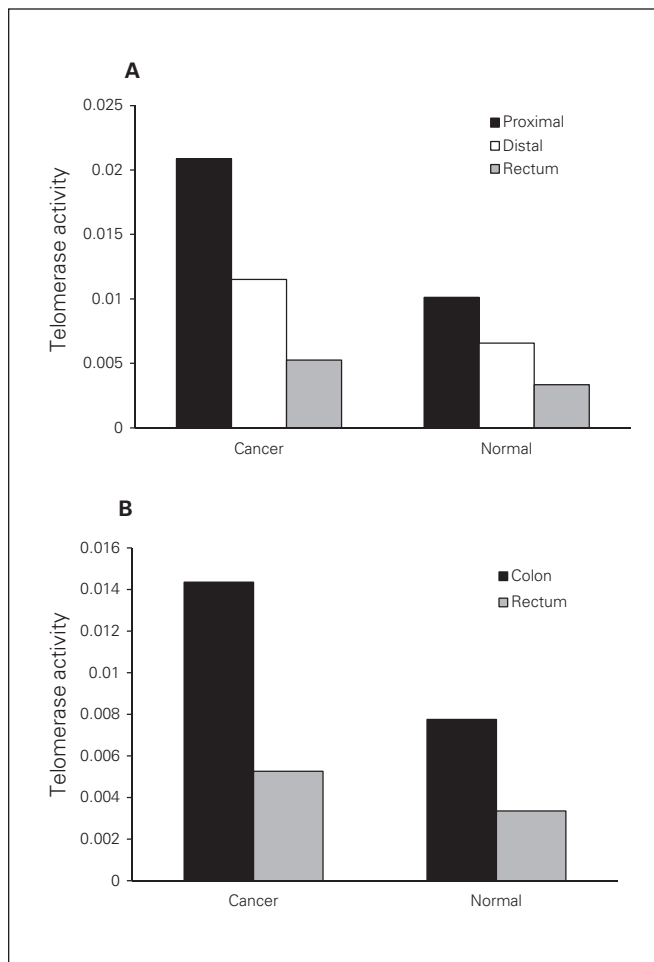 A
0.025
0.02
0.015
0.01
0.005
0
Telomerase activity
Proximal
Distal
Rectum
Cancer Normal
B
0.016
0.014
0.012
0.01
0.008
0.006
0.004
0.002
0
Telomerase activity
Colon
Rectum
Cancer Normal